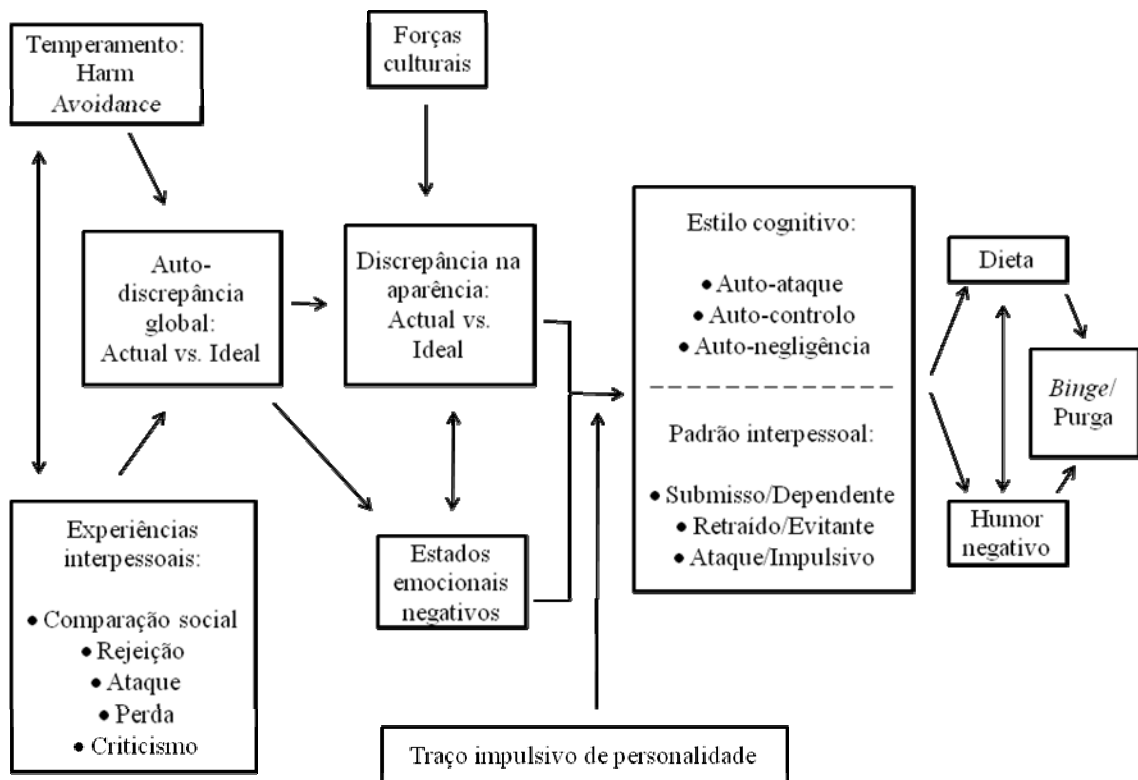 Temperamento:
Harm
Avoidance
Forças
culturais
Auto-
discrepância
global:
Actual vs. Ideal
Discrepância na
aparência:
Actual vs.
Ideal
Estilo cognitivo:
● Auto-ataque
● Auto-controlo
● Auto-negligência
Padrão interpessoal:
● Submisso/Dependente
● Retraído/Evitante
● Ataque/Impulsivo
Dieta
Binge/
Purga
Humor
negativo
Experiências
interpessoais:
● Comparação social
● Rejeição
● Ataque
● Perda
● Criticismo
Estados
emocionais
negativos
Traço impulsivo de personalidade